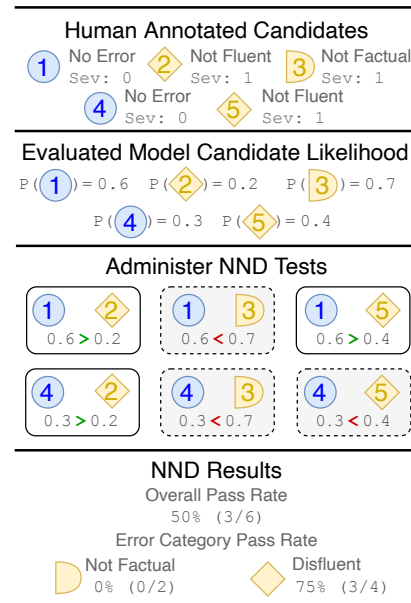 Human Annotated Candidates
1 No Error Sev: 0 2 Not Fluent Sev: 1 3 Not Factual Sev: 1
4 No Error Sev: 0 5 Not Fluent Sev: 1
Evaluated Model Candidate Likelihood
P(1)=0.6 P(2)=0.2 P(3)=0.7
P(4)=0.3 P(5)=0.4
Administer NND Tests
1 2 1 3 1 5
0.6 > 0.2 0.6 < 0.7 0.6 > 0.4
4 2 4 3 4 5
0.3 > 0.2 0.3 < 0.7 0.3 < 0.4
NND Results
Overall Pass Rate
50% (3/6)
Error Category Pass Rate
Not Factual Disfluent
0% (0/2) 75% (3/4)